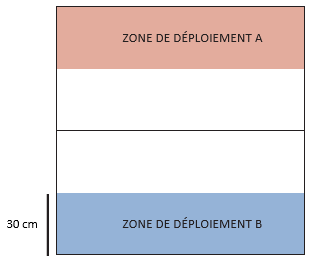 ZONE DE DÉPLOIEMENT A
30 cm
ZONE DE DÉPLOIEMENT B